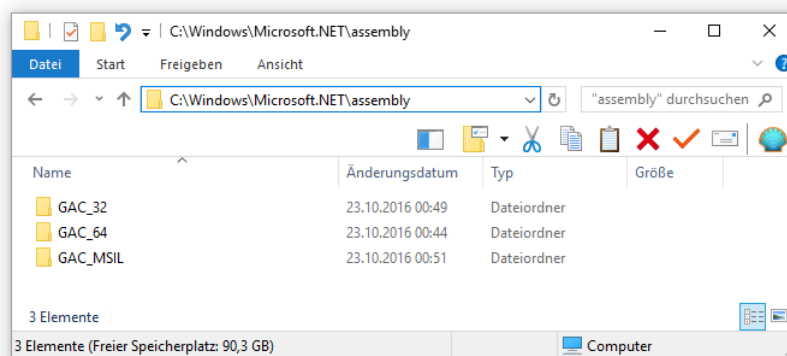 C:\Windows\Microsoft.NET\assembly
Datei Start Freigeben Ansicht
C:\Windows\Microsoft.NET\assembly "assembly" durchsuchen
Name Änderungsdatum Typ Größe
GAC_32 23.10.2016 00:49 Dateiordner
GAC_64 23.10.2016 00:44 Dateiordner
GAC_MSIL 23.10.2016 00:51 Dateiordner
3 Elemente
3 Elemente (Freier Speicherplatz: 90,3 GB) Computer